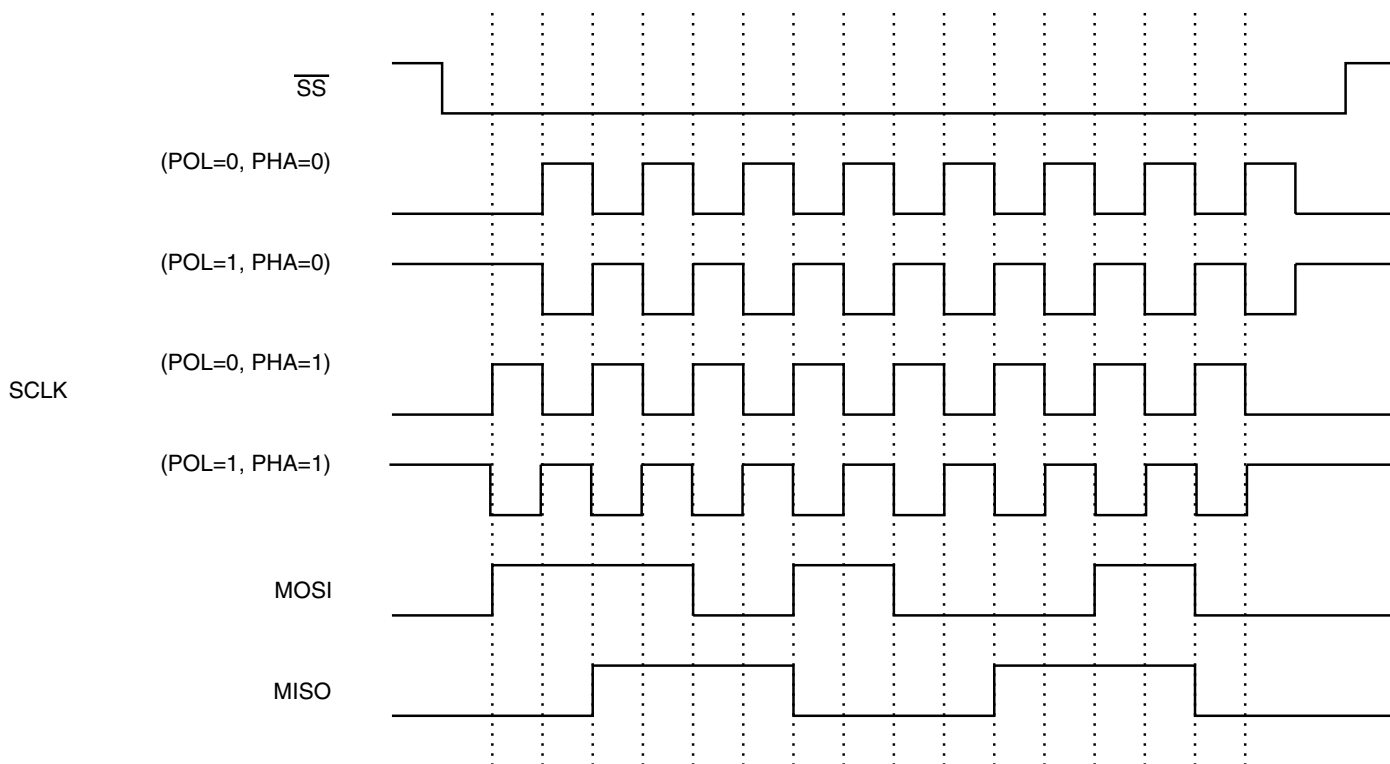 SS
(POL=0, PHA=0)
(POL=1, PHA=0)
(POL=0, PHA=1)
SCLK
(POL=1, PHA=1)
MOSI
MISO